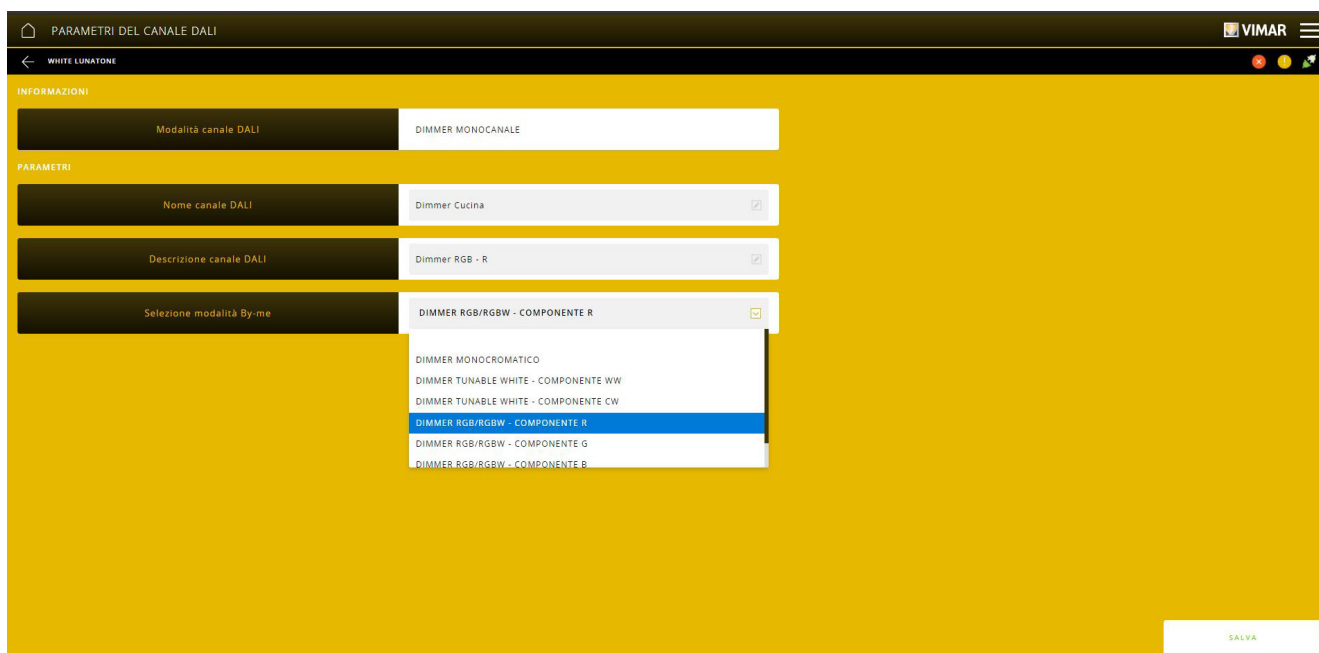 PARAMETRI DEL CANALE DALI
VIMAR
WHITE LUNATONE
INFORMAZIONI
Modalità canale DALI
DIMMER MONOCANALE
PARAMETRI
Nome canale DALI
Dimmer Cucina
Descrizione canale DALI
Dimmer RGB - R
Selezione modalità By-me
DIMMER RGB/RGBW - COMPONENTE R
DIMMER MONOCROMATICO
DIMMER TUNABLE WHITE - COMPONENTE WW
DIMMER TUNABLE WHITE - COMPONENTE CW
DIMMER RGB/RGBW - COMPONENTE R
DIMMER RGB/RGBW - COMPONENTE G
DIMMER RGB/RGBW - COMPONENTE B
SALVA